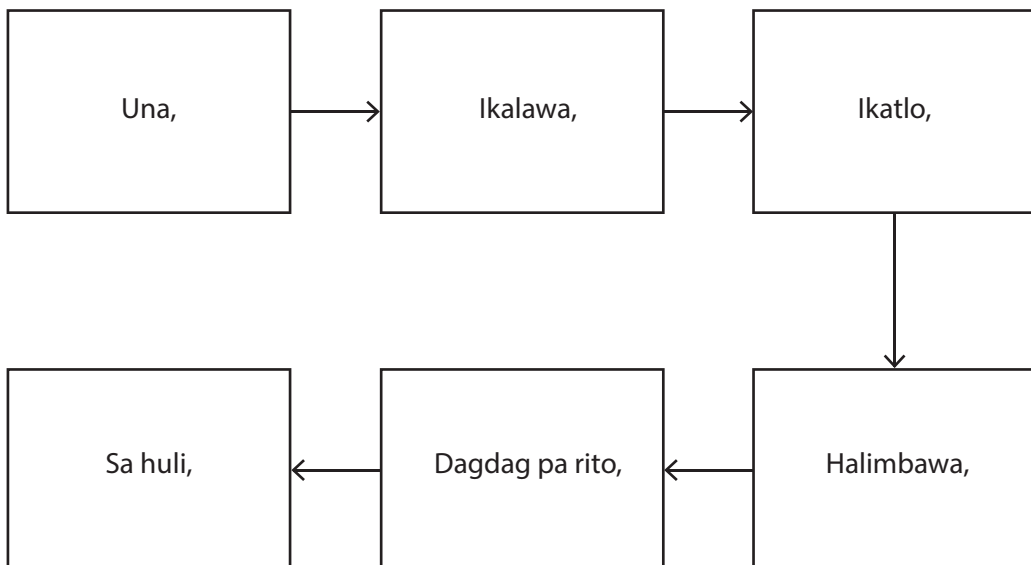 Una,
Ikalawa,
Ikatlo,
Halimbawa,
Dagdag pa rito,
Sa huli,